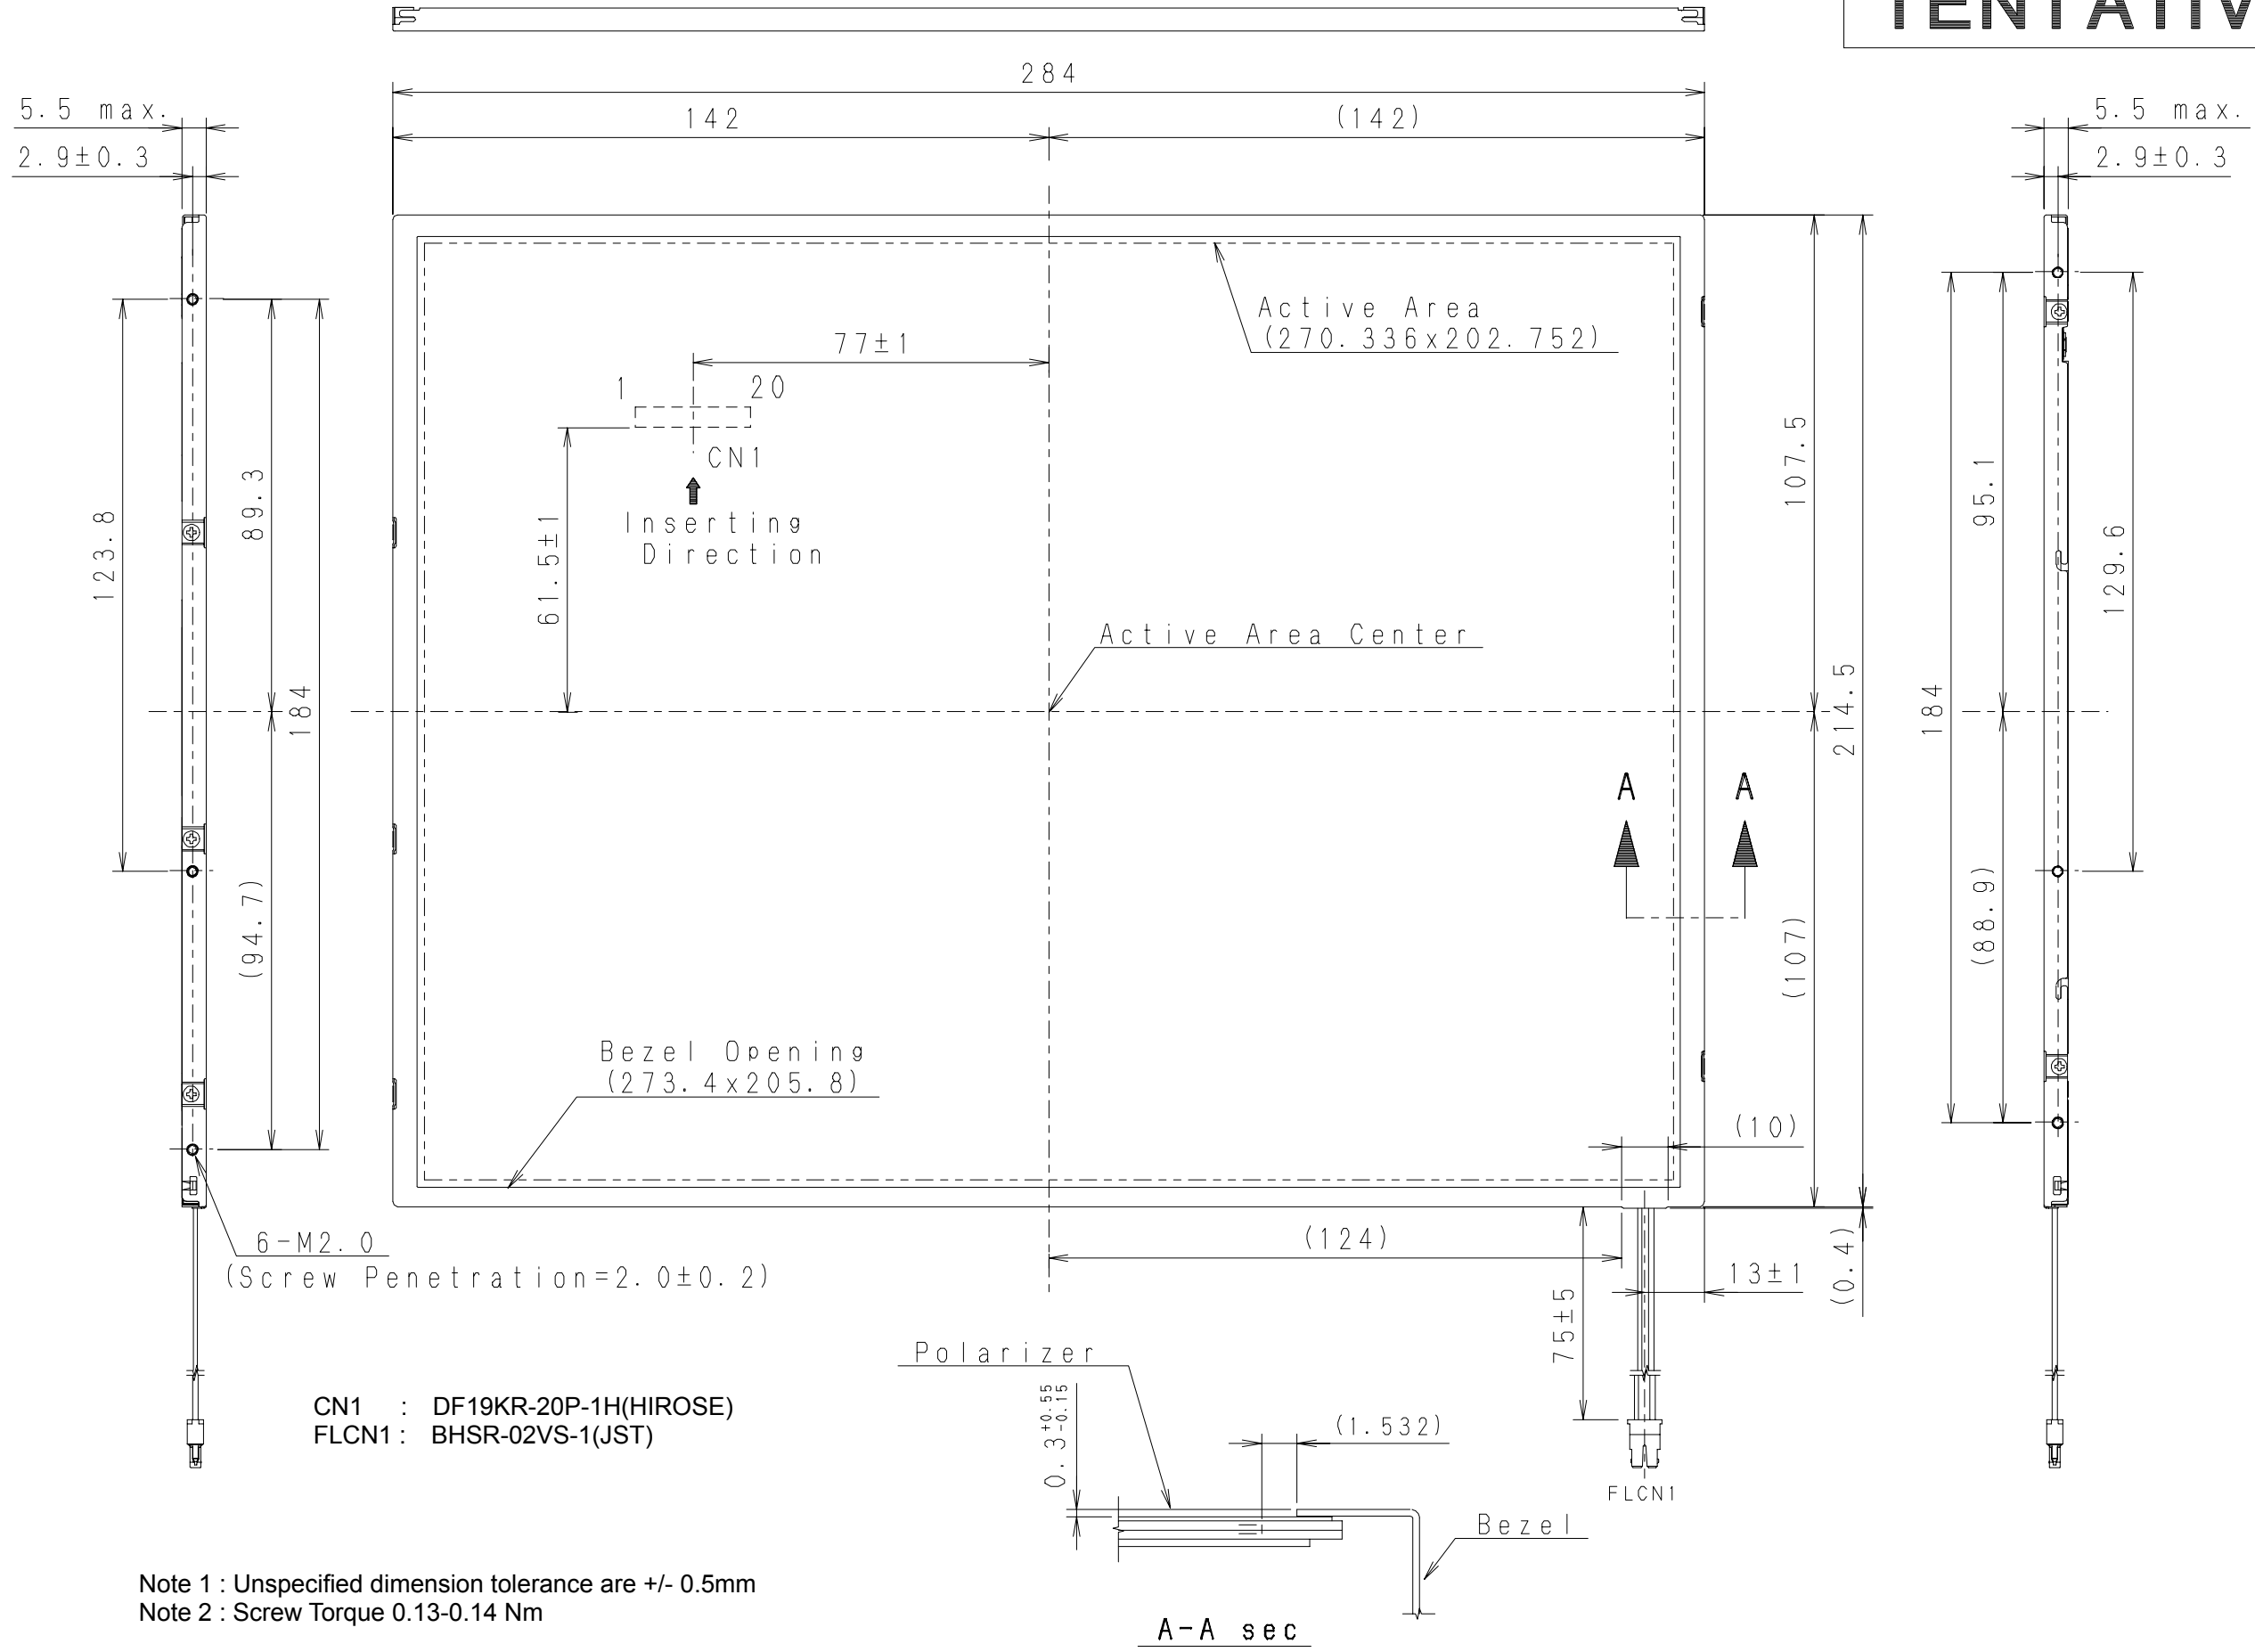 TENTATIV
284
5.5 max.
142
(142)
5.5 max.
2.9±0.3
2.9±0.3
Active Area
(270.336x202.752)
77±1
1
20
CN1
Inserting
Direction
61.5±1
123.8
89.3
184
(94.7)
107.5
95.1
129.6
214.5
184
Active Area Center
A
A
(107)
(88.9)
Bezel Opening
(273.4x205.8)
(10)
6-M2.0
(Screw Penetration=2.0±0.2)
(124)
13±1
(0.4)
75±5
Polarizer
0.3+0.55-0.15
(1.532)
CN1 : DF19KR-20P-1H(HIROSE)
FLCN1 : BHSR-02VS-1(JST)
FLCN1
Bezel
Note 1 : Unspecified dimension tolerance are +/- 0.5mm
Note 2 : Screw Torque 0.13-0.14 Nm
A-A sec